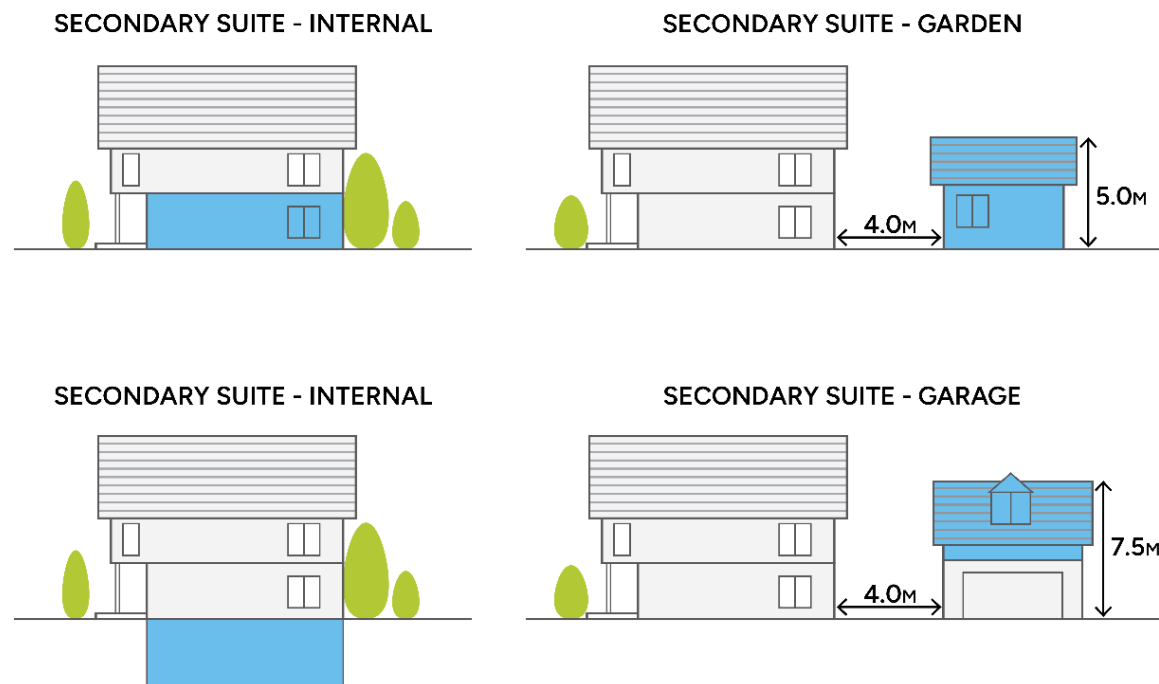 SECONDARY SUITE - INTERNAL
SECONDARY SUITE - GARDEN
5.0M
4.0M
SECONDARY SUITE - INTERNAL
SECONDARY SUITE - GARAGE
7.5M
4.0M